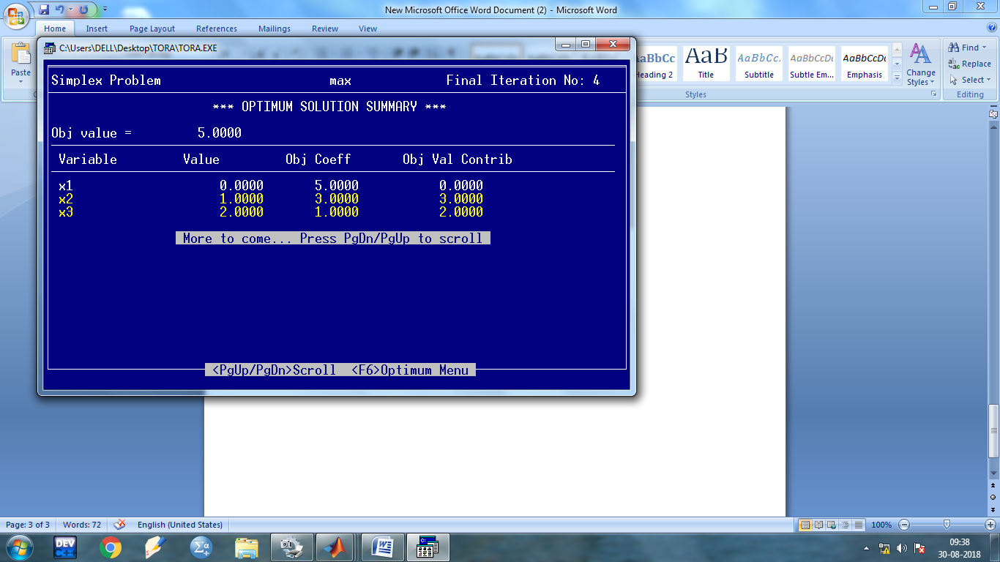 New Microsoft Office Word Document (2) - Microsoft Word
Home Insert Page Layout References Mailings Review View
C:\Users\DELL\Desktop\TORA\TORA.EXE
Paste
Simplex Problem max Final Iteration No: 4
*** OPTIMUM SOLUTION SUMMARY ***
Obj value = 5.0000
Variable Value Obj Coeff Obj Val Contrib
x1 0.0000 5.0000 0.0000
x2 1.0000 3.0000 3.0000
x3 2.0000 1.0000 2.0000
More to come... Press PgDn/PgUp to scroll
<PgUp/PgDn>Scroll <F6>Optimum Menu
AaBbCc AaB AaBbCc. AaBbCcDc AaBbCcDc
Heading 2 Title Subtitle Subtle Em... Emphasis
Change
Styles
Find
Replace
Select
Styles Editing
Page: 3 of 3 Words: 72 English (United States) 100%
DEV
C++
Σα
09:38
30-08-2018